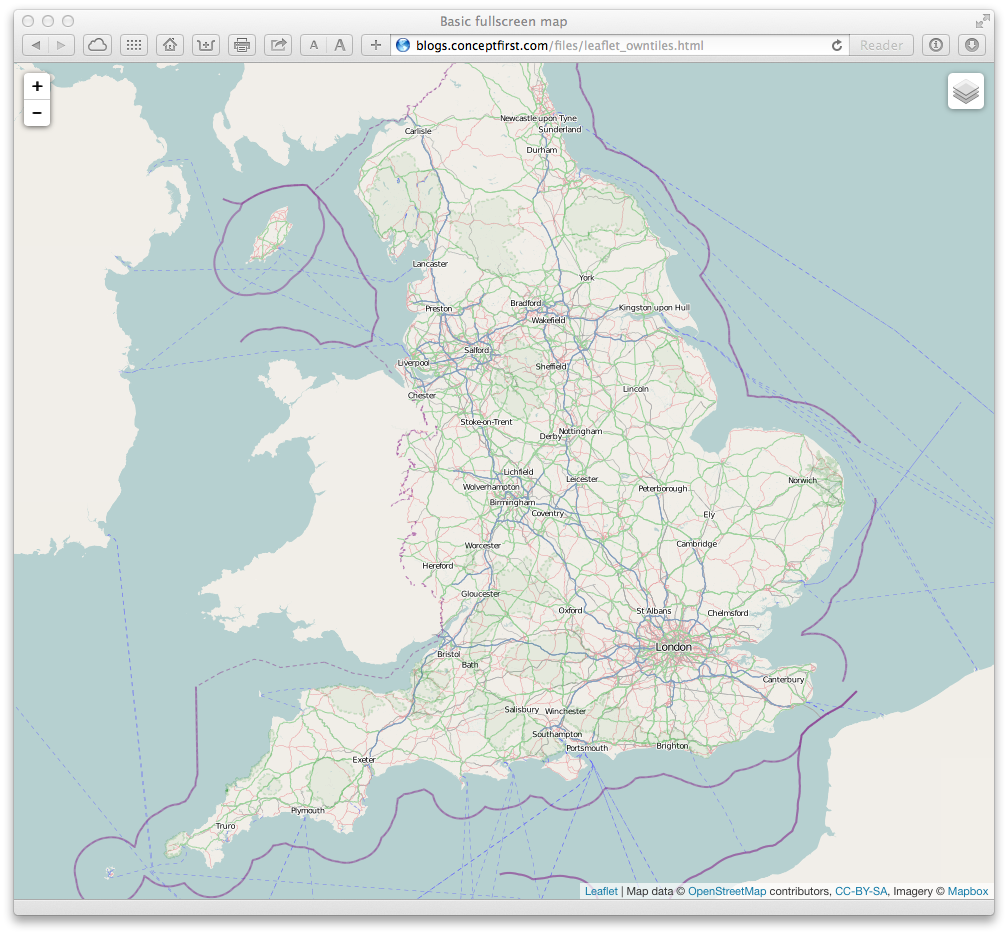 Basic fullscreen map
A A + blogs.conceptfirst.com/files/leaflet_owntiles.html Reader
+
−
Newcastle upon Tyne
Carlisle
Sunderland
Durham
Lancaster
York
Preston
Bradford
Kingston upon Hull
Wakefield
Salford
Liverpool
Sheffield
Lincoln
Chester
Stoke-on-Trent
Nottingham
Derby
Lichfield
Leicester
Norwich
Wolverhampton
Peterborough
Birmingham
Coventry
Ely
Worcester
Cambridge
Hereford
Gloucester
Oxford
St Albans
Chelmsford
London
Bristol
Bath
Canterbury
Salisbury
Winchester
Southampton
Portsmouth
Brighton
Exeter
Plymouth
Truro
Leaflet | Map data © OpenStreetMap contributors, CC-BY-SA, Imagery © Mapbox